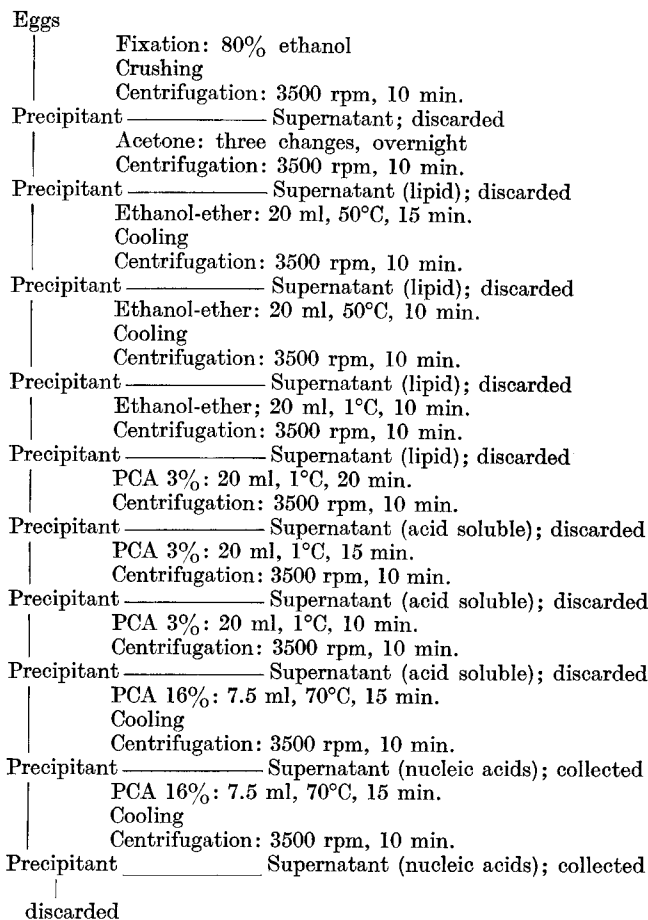 Eggs
Fixation: 80% ethanol
Crushing
Centrifugation: 3500 rpm, 10 min.
Precipitant Supernatant; discarded
Acetone: three changes, overnight
Centrifugation: 3500 rpm, 10 min.
Precipitant Supernatant (lipid); discarded
Ethanol-ether: 20 ml, 50°C, 15 min.
Cooling
Centrifugation: 3500 rpm, 10 min.
Precipitant Supernatant (lipid); discarded
Ethanol-ether: 20 ml, 50°C, 10 min.
Cooling
Centrifugation: 3500 rpm, 10 min.
Precipitant Supernatant (lipid); discarded
Ethanol-ether; 20 ml, 1°C, 10 min.
Centrifugation: 3500 rpm, 10 min.
Precipitant Supernatant (lipid); discarded
PCA 3%: 20 ml, 1°C, 20 min.
Centrifugation: 3500 rpm, 10 min.
Precipitant Supernatant (acid soluble); discarded
PCA 3%: 20 ml, 1°C, 15 min.
Centrifugation: 3500 rpm, 10 min.
Precipitant Supernatant (acid soluble); discarded
PCA 3%: 20 ml, 1°C, 10 min.
Centrifugation: 3500 rpm, 10 min.
Precipitant Supernatant (acid soluble); discarded
PCA 16%: 7.5 ml, 70°C, 15 min.
Cooling
Centrifugation: 3500 rpm, 10 min.
Precipitant Supernatant (nucleic acids); collected
PCA 16%: 7.5 ml, 70°C, 15 min.
Cooling
Centrifugation: 3500 rpm, 10 min.
Precipitant Supernatant (nucleic acids); collected
discarded